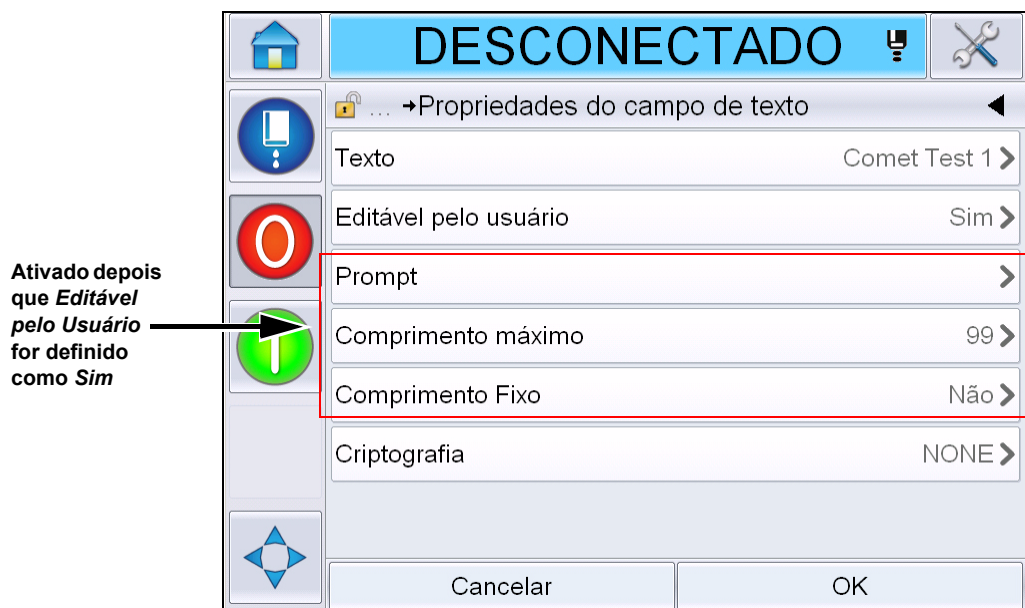 DESCONECTADO
... →Propriedades do campo de texto
Texto Comet Test 1
Editável pelo usuário Sim
Prompt
Comprimento máximo 99
Comprimento Fixo Não
Criptografia NONE
Cancelar OK
Ativado depois
que Editável
pelo Usuário
for definido
como Sim